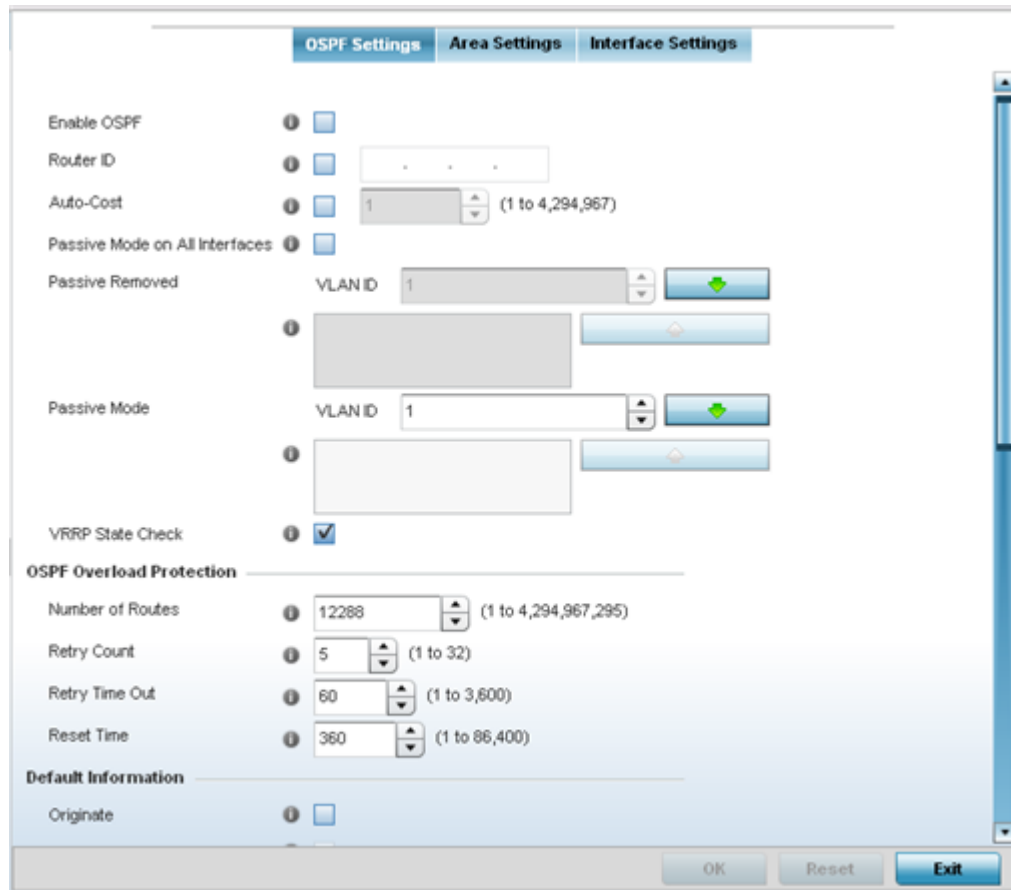 OSPF Settings Area Settings Interface Settings
Enable OSPF
Router ID . . .
Auto-Cost 1 (1 to 4,294,967)
Passive Mode on All Interfaces
Passive Removed VLAN ID 1
Passive Mode VLAN ID 1
VRRP State Check
OSPF Overload Protection
Number of Routes 12288 (1 to 4,294,967,295)
Retry Count 5 (1 to 32)
Retry Time Out 60 (1 to 3,600)
Reset Time 360 (1 to 86,400)
Default Information
Originate
OK Reset Exit